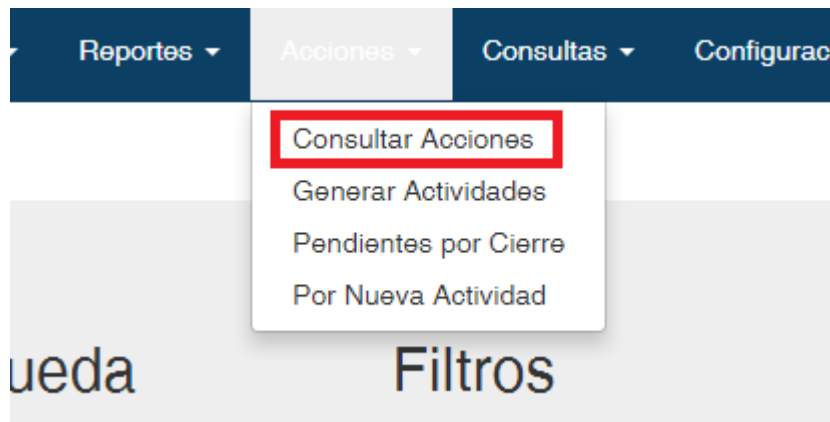 Reportes Acciones Consultas Configurac
Consultar Acciones
Generar Actividades
Pendientes por Cierre
Por Nueva Actividad
ueda Filtros